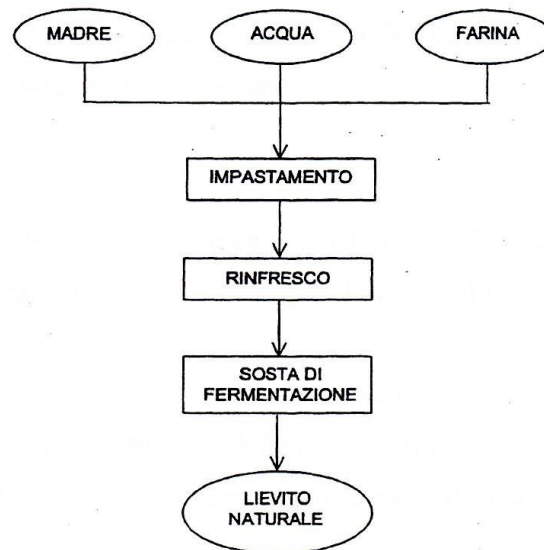 MADRE
ACQUA
FARINA
IMPASTAMENTO
RINFRESCO
SOSTA DI
FERMENTAZIONE
LIEVITO
NATURALE